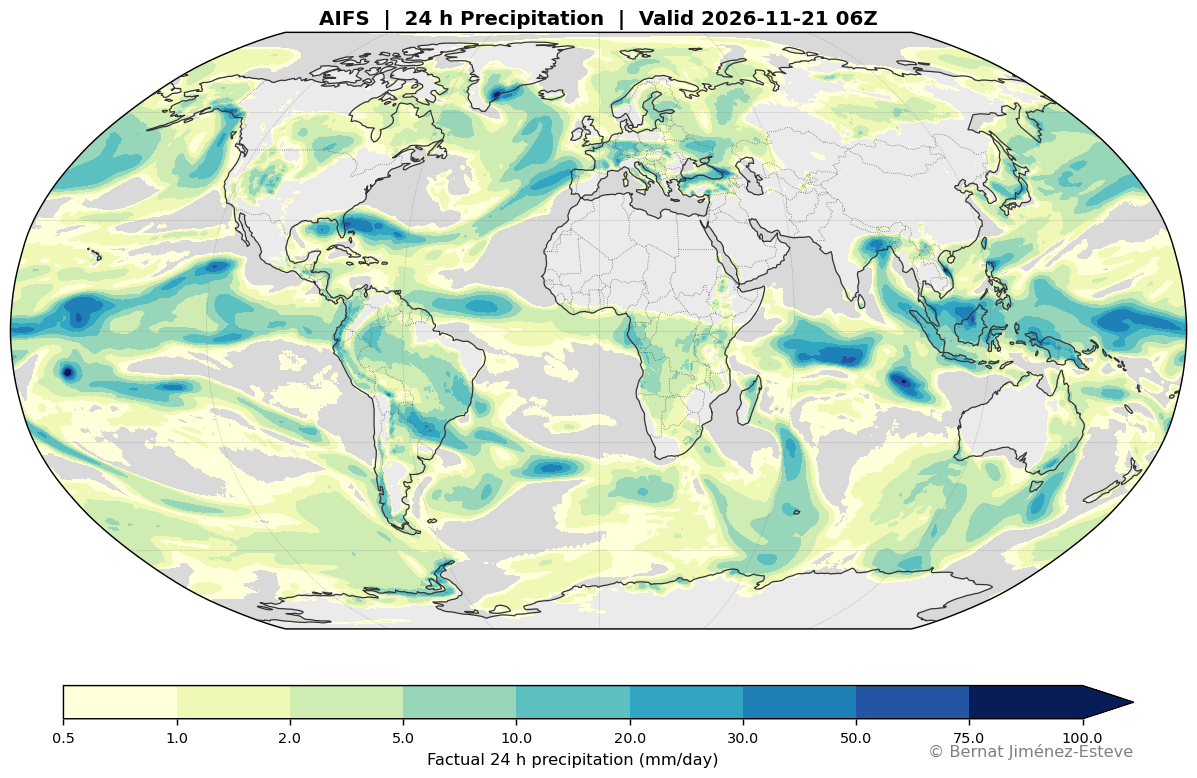 AIFS | 24 h Precipitation | Valid 2026-11-21 06Z
0.5 1.0 2.0 5.0 10.0 20.0 30.0 50.0 75.0 100.0
Factual 24 h precipitation (mm/day)
© Bernat Jiménez-Esteve